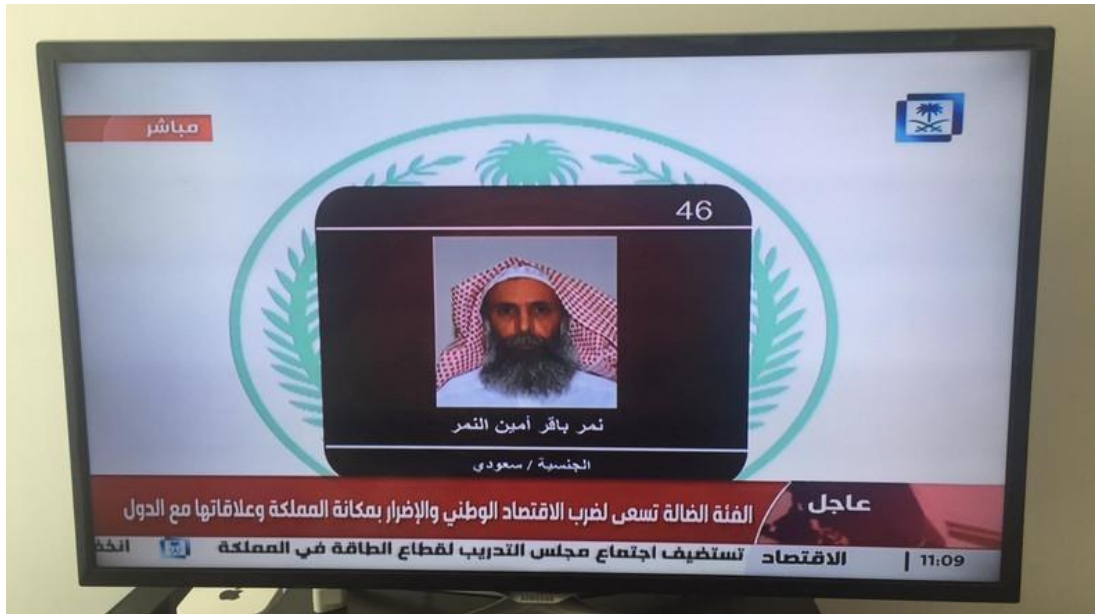 مباشر
46
نمر باقر أمين النمر
الجنسية / سعودي
عاجل
الفئة الضالة تسعى لضرب الاقتصاد الوطني والإضرار بمكانة المملكة وعلاقاتها مع الدول
11:09 | الاقتصاد تستضيف اجتماع مجلس التدريب لقطاع الطاقة في المملكة
SAMSUNG